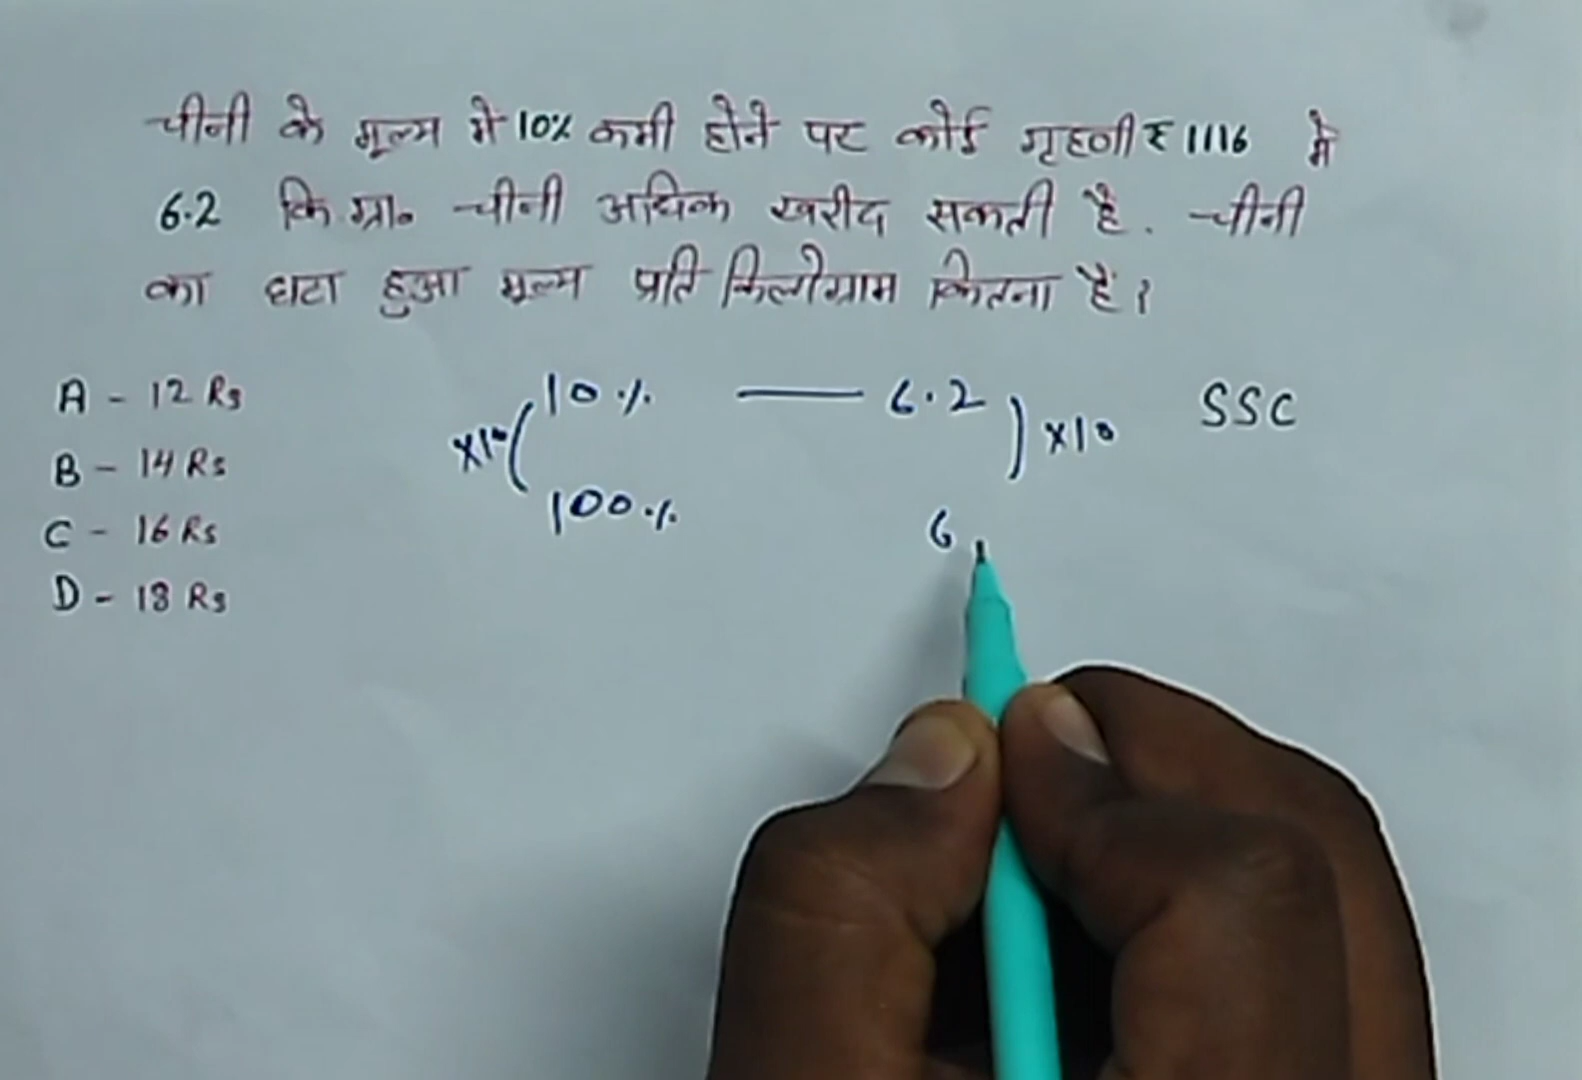 चीनी के मूल्य मे 10% कमी होने पर कोई गृहणी ₹ 1116 मे
6.2 कि.ग्रा० चीनी अधिक खरीद सकती है. चीनी
का घटा हुआ मूल्य प्रति किलोग्राम कितना है?
A - 12 Rs
B - 14 Rs
C - 16 Rs
D - 18 Rs
10% — 6.2
×10 ( ) ×10
100% 6
SSC